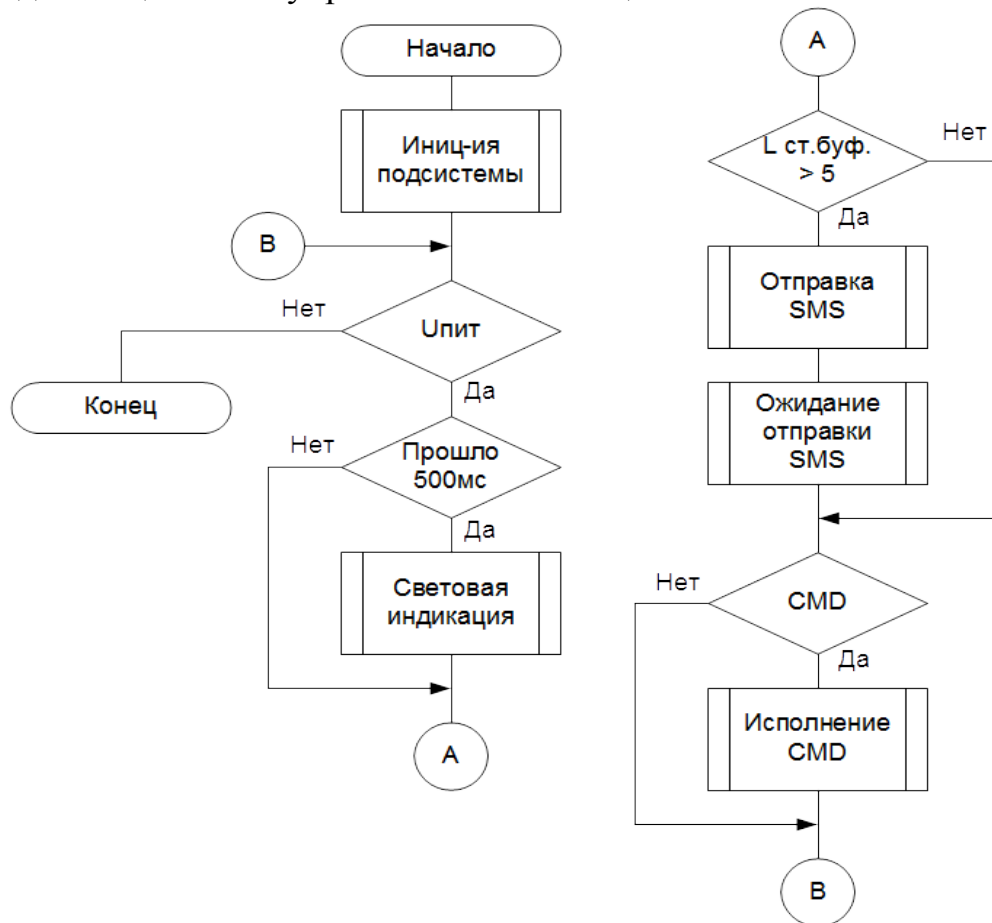 Начало
Иниц-ия
подсистемы
В
Нет
Uпит
Да
Конец
Нет
Прошло
500мс
Да
Световая
индикация
А
А
L ст.буф.
> 5
Нет
Да
Отправка
SMS
Ожидание
отправки
SMS
Нет
CMD
Да
Исполнение
CMD
В